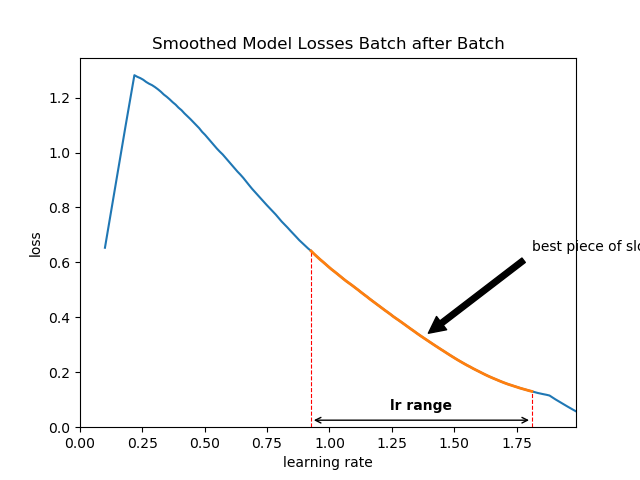 Smoothed Model Losses Batch after Batch
1.2
1.0
0.8
0.6
0.4
0.2
0.0
loss
best piece of slo
lr range
0.00 0.25 0.50 0.75 1.00 1.25 1.50 1.75
learning rate